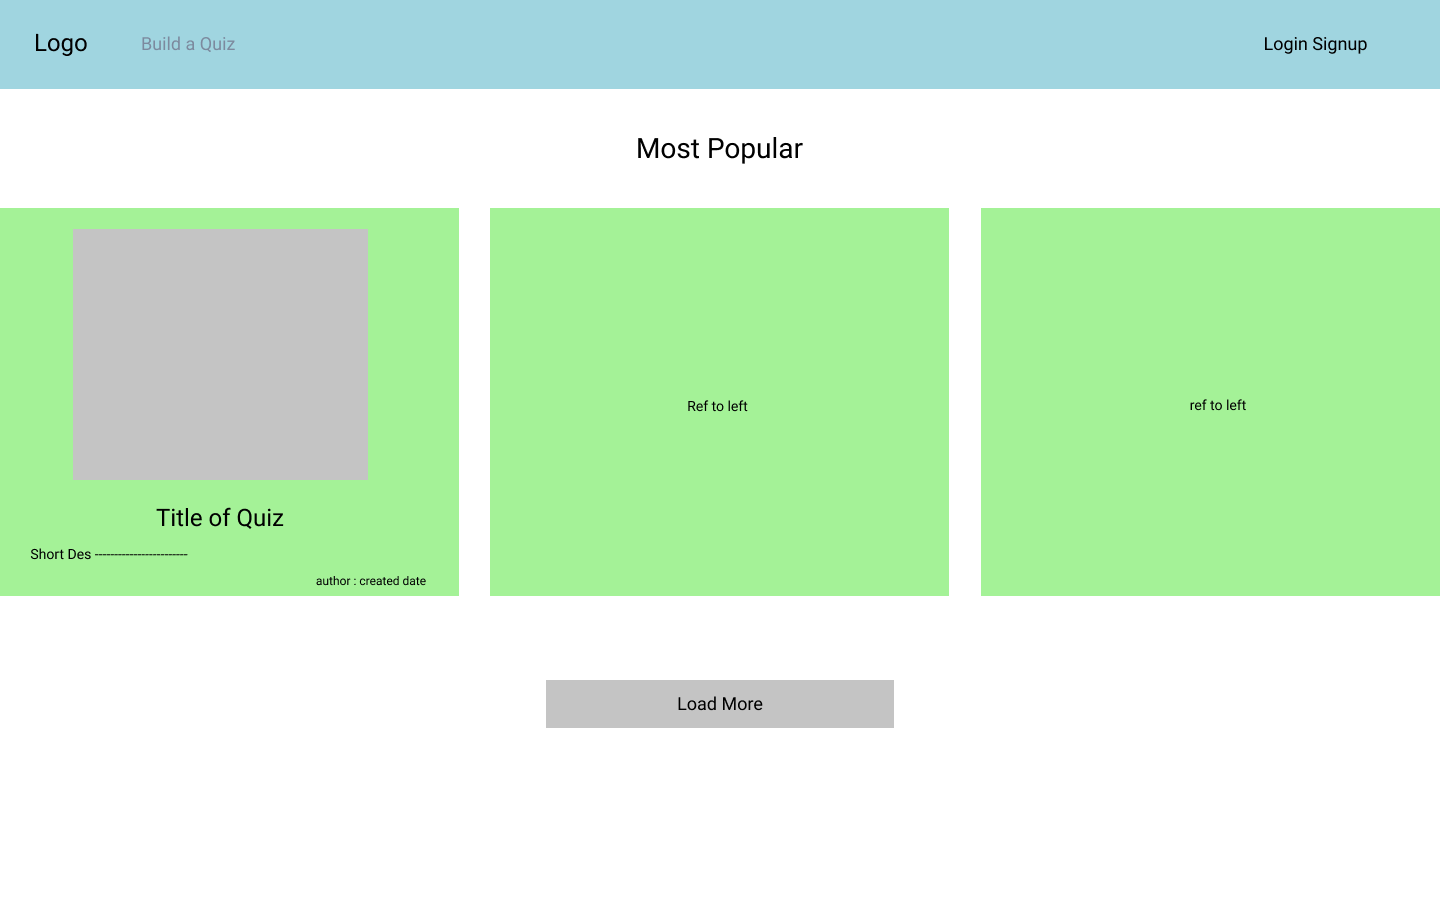 Logo
Build a Quiz
Login Signup
Most Popular
Title of Quiz
Short Des ------------------------
author : created date
Ref to left
ref to left
Load More